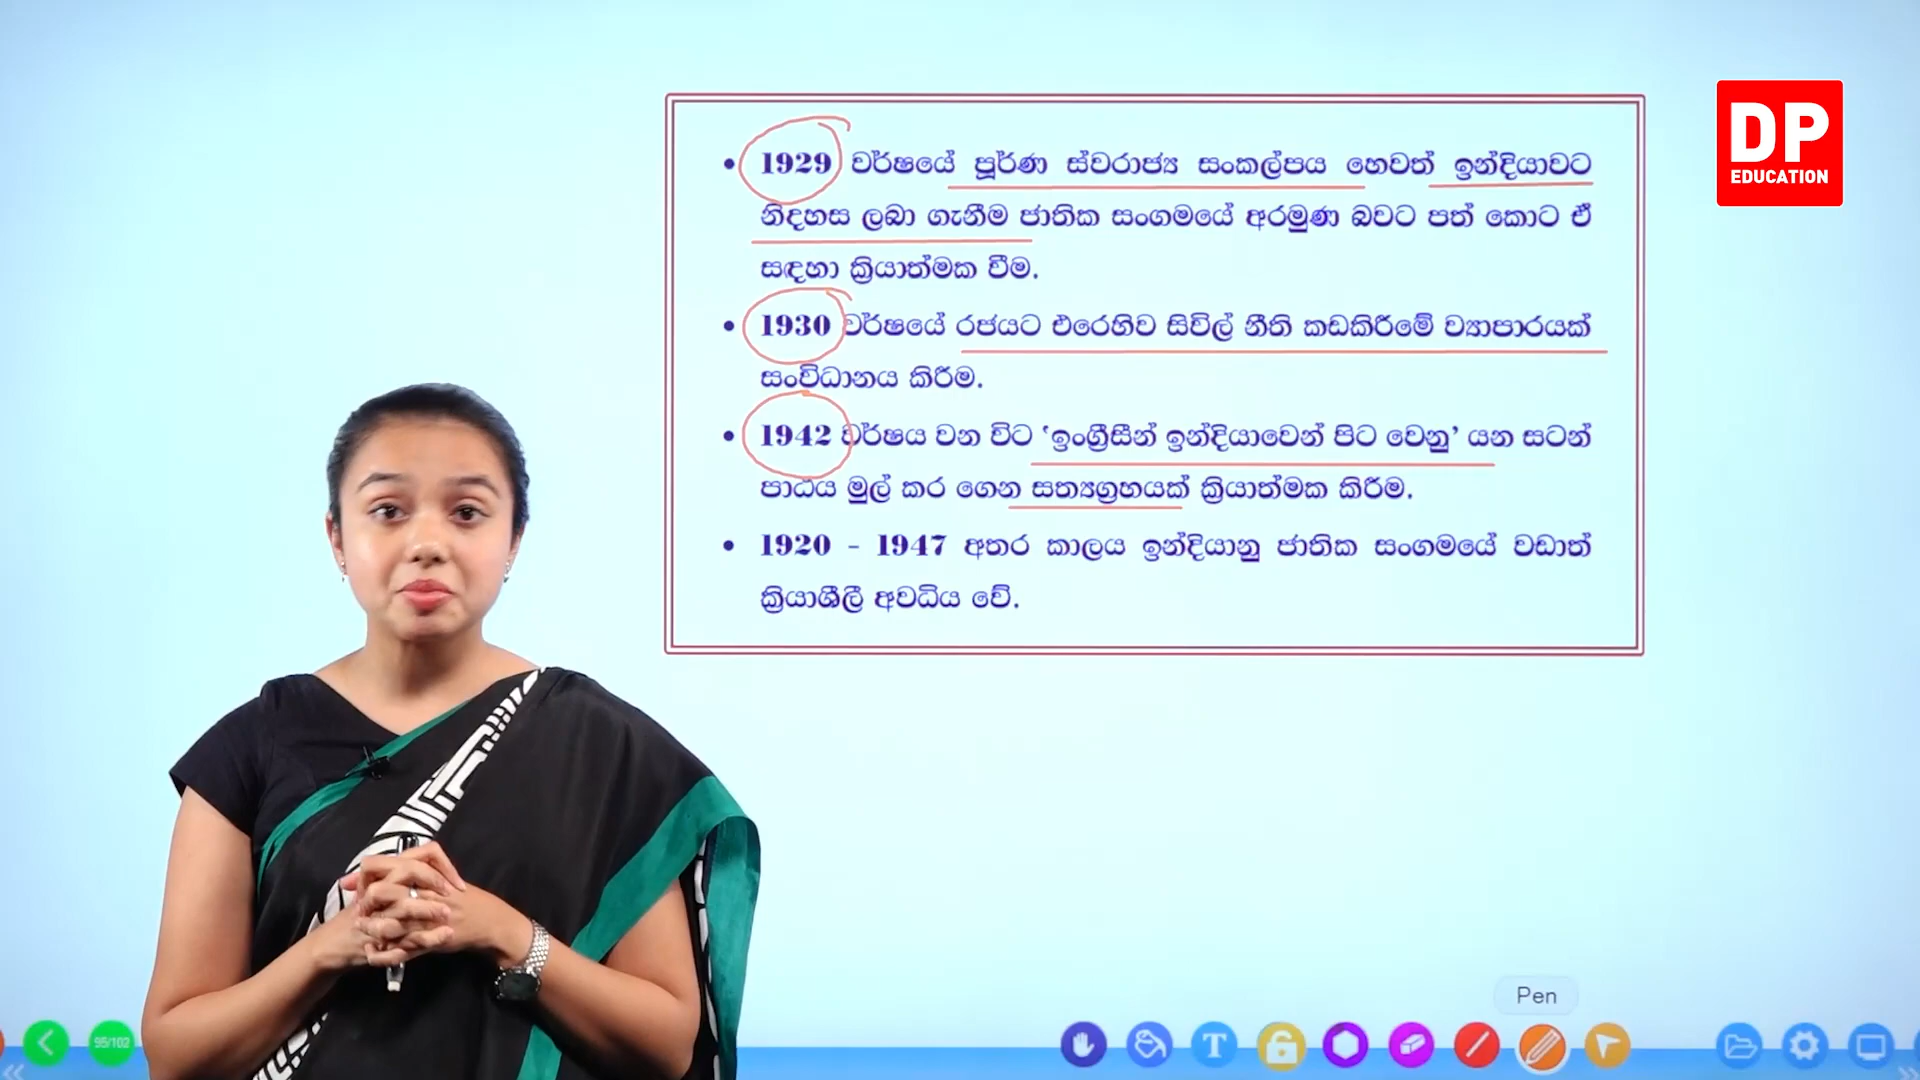 DP
EDUCATION
• 1929 වර්ෂයේ පූර්ණ ස්වරාජ්‍ය සංකල්පය හෙවත් ඉන්දියාවට
නිදහස ලබා ගැනීම ජාතික සංගමයේ අරමුණ බවට පත් කොට ඒ
සඳහා ක්‍රියාත්මක වීම.
• 1930 වර්ෂයේ රජයට එරෙහිව සිවිල් නීති කඩකිරීමේ ව්‍යාපාරයක්
සංවිධානය කිරීම.
• 1942 වර්ෂය වන විට ‘ඉංග්‍රීසීන් ඉන්දියාවෙන් පිට වෙනු’ යන සටන්
පාඨය මුල් කර ගෙන සත්‍යග්‍රහයක් ක්‍රියාත්මක කිරීම.
• 1920 - 1947 අතර කාලය ඉන්දියානු ජාතික සංගමයේ වඩාත්
ක්‍රියාශීලී අවධිය වේ.
Pen
95/102
T